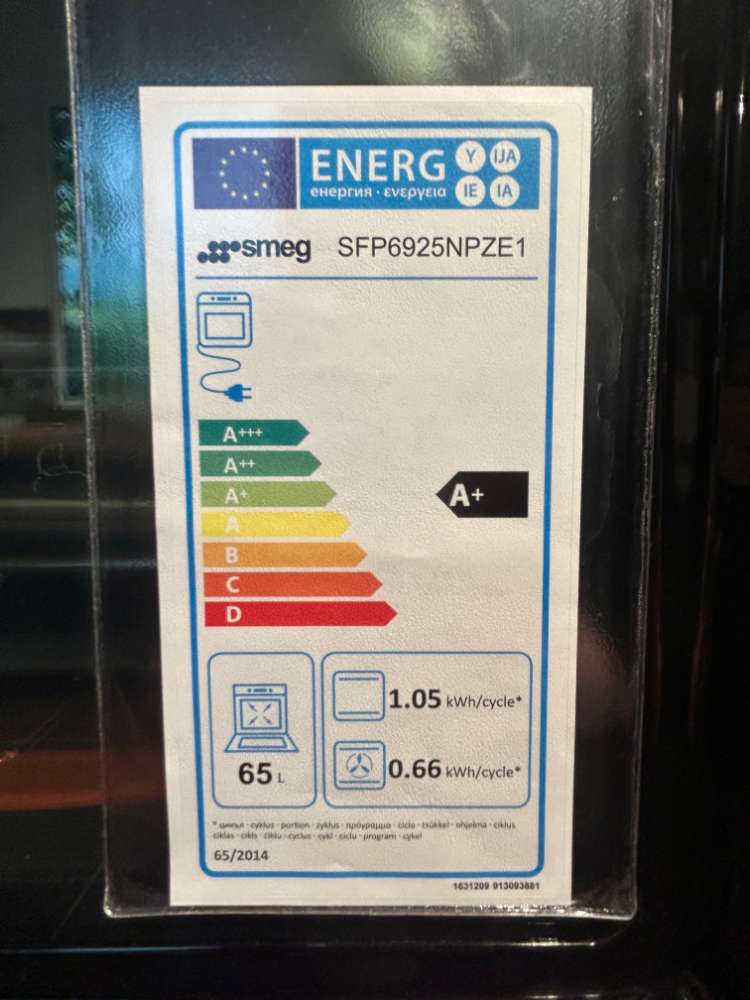 ENERG Y IJA
енергия · ενεργεια IE IA
smeg SFP6925NPZE1
A+++
A++
A+
A+
A
B
C
D
1.05 kWh/cycle*
65 L
0.66 kWh/cycle*
* цикъл · cyklus · portion · zyklus · πρόγραμμα · ciclo · tsükkel · ohjelma · ciklus
ciklas · cikls · ċiklu · cyclus · cykl · ciclu · program · cykel
65/2014
1631209 913093881